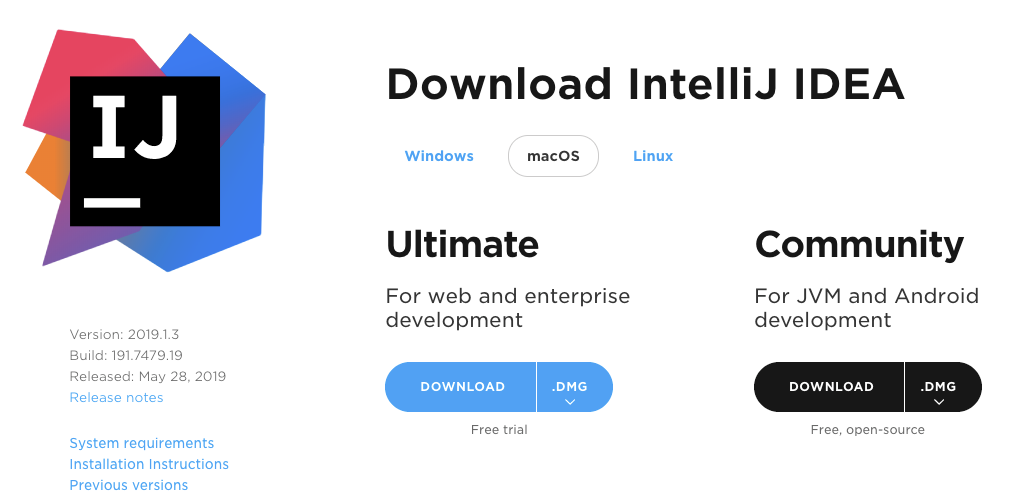 IJ
Download IntelliJ IDEA
Windows macOS Linux
Ultimate
For web and enterprise
development
DOWNLOAD .DMG
Free trial
Community
For JVM and Android
development
DOWNLOAD .DMG
Free, open-source
Version: 2019.1.3
Build: 191.7479.19
Released: May 28, 2019
Release notes
System requirements
Installation Instructions
Previous versions